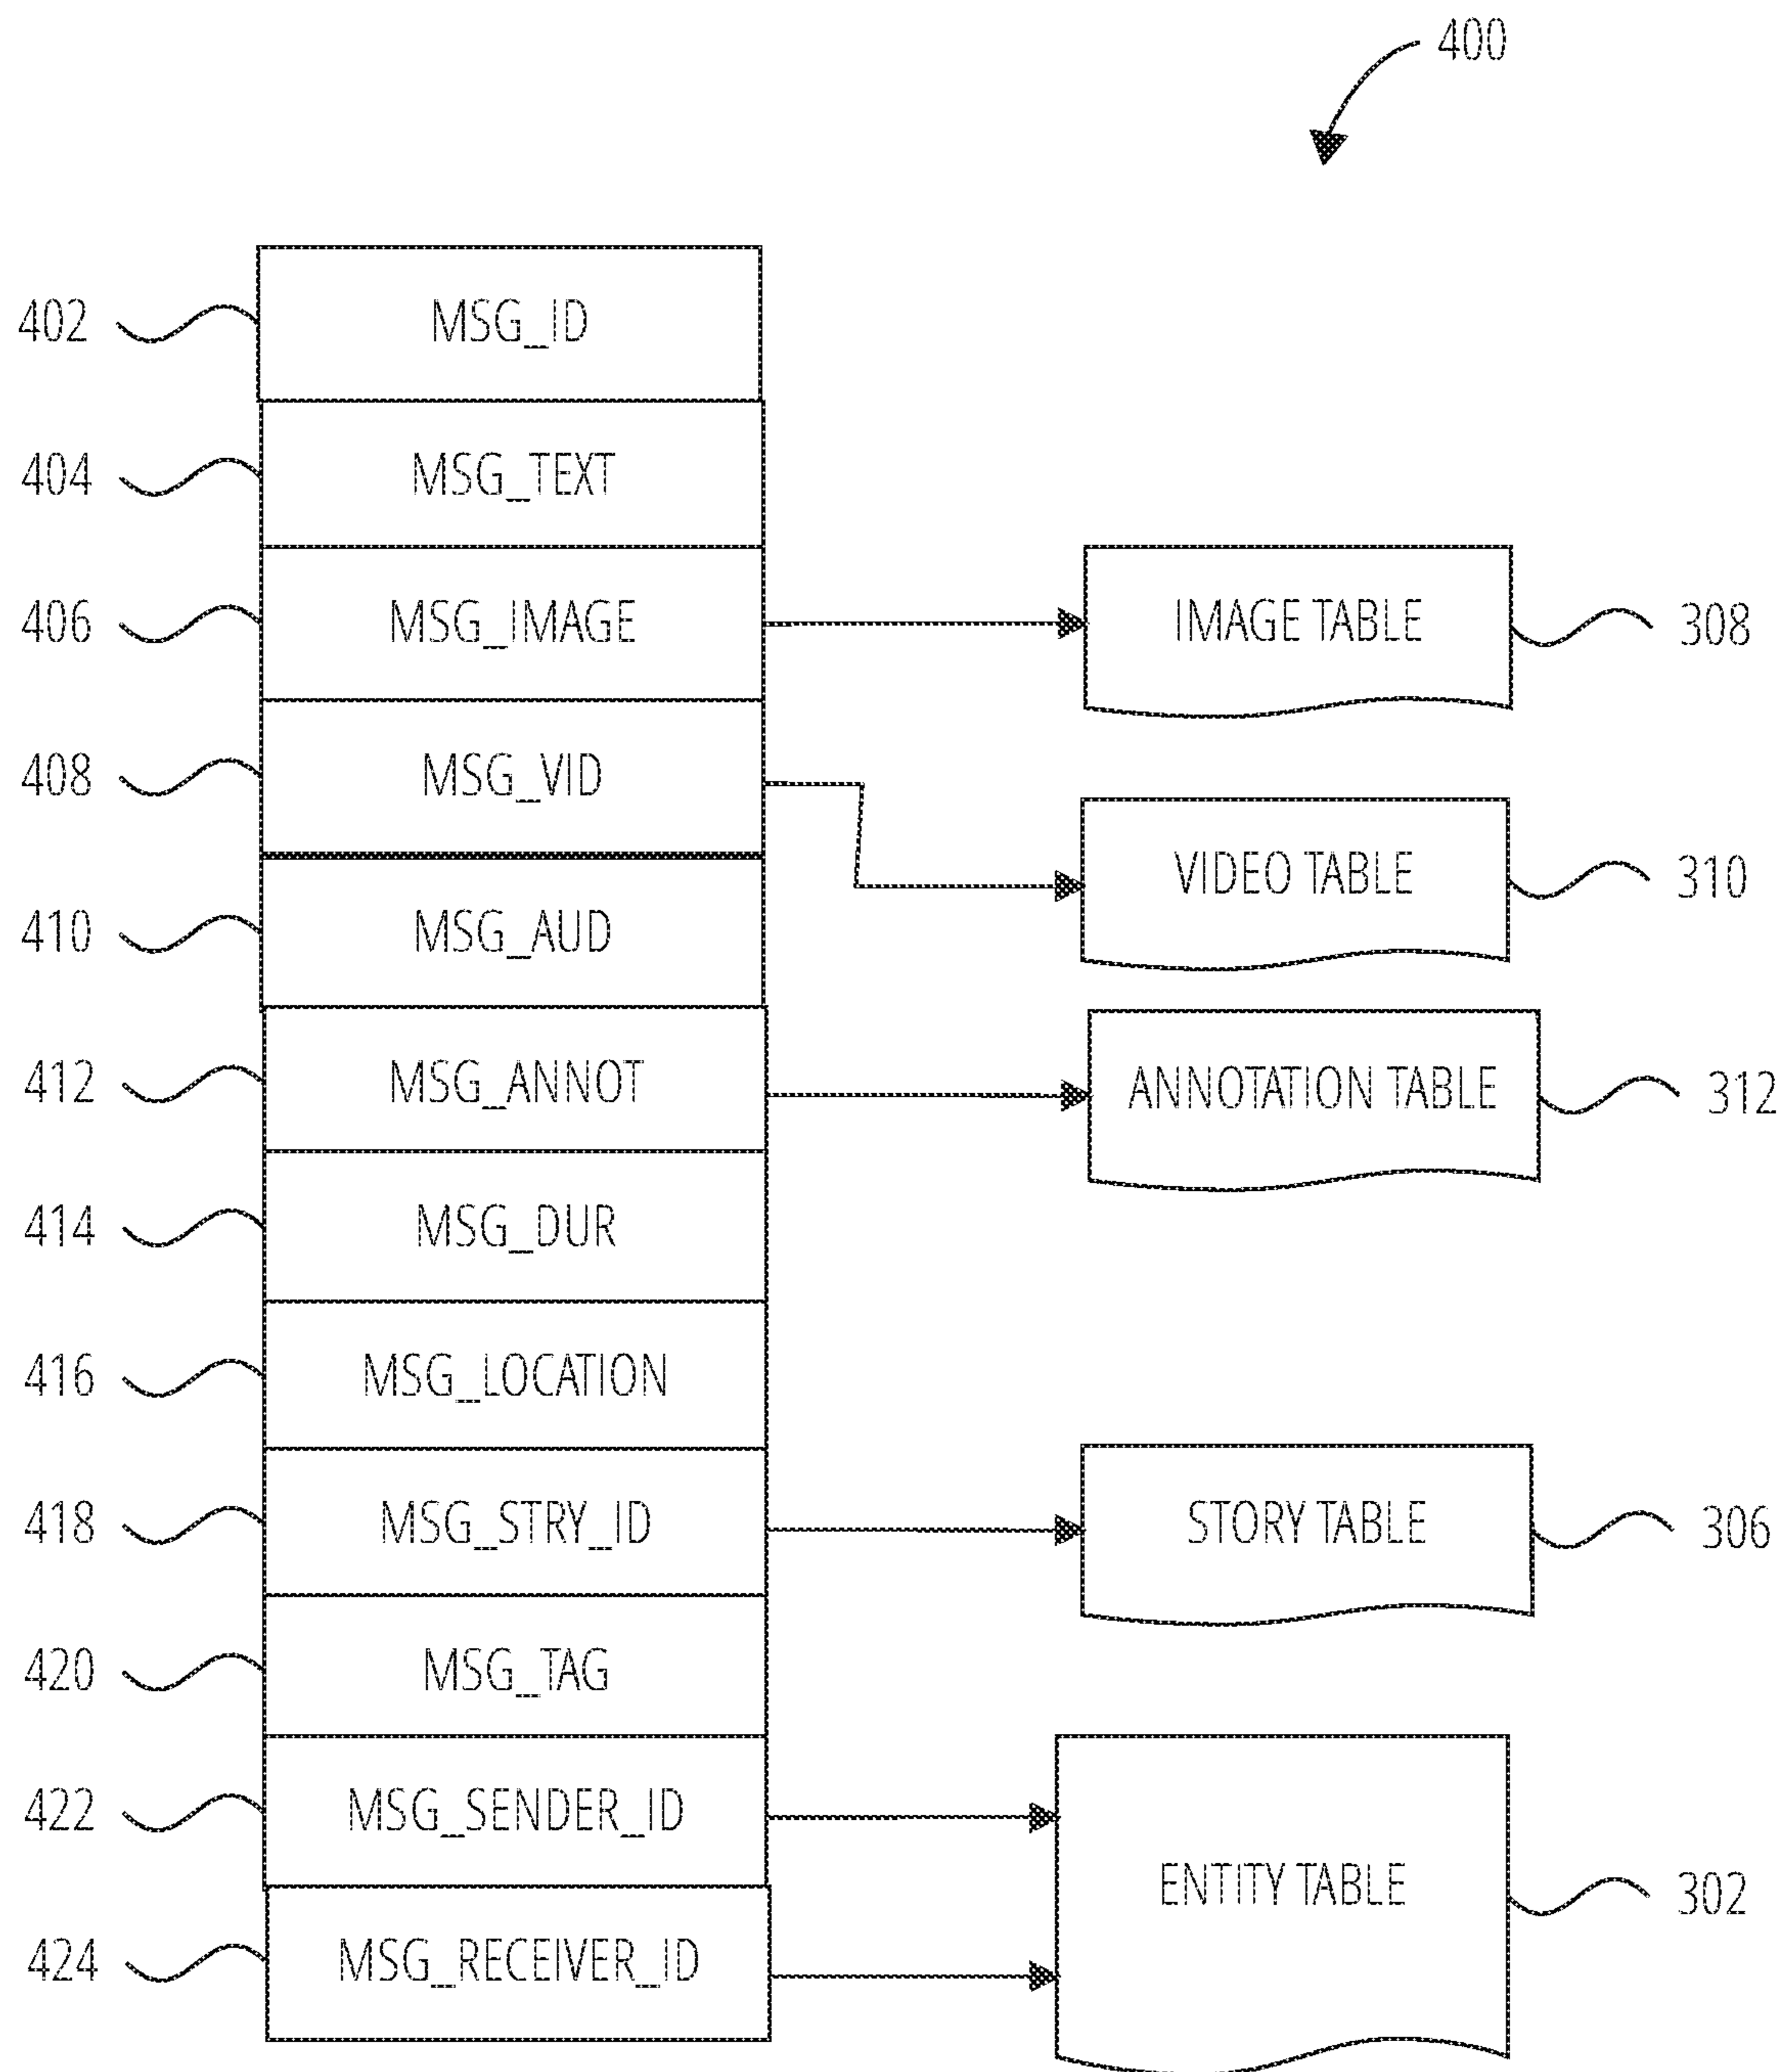 400
402 MSG_ID
404 MSG_TEXT
406 MSG_IMAGE IMAGE TABLE 308
408 MSG_VID
VIDEO TABLE 310
410 MSG_AUD
412 MSG_ANNOT ANNOTATION TABLE 312
414 MSG_DUR
416 MSG_LOCATION
418 MSG_STRY_ID STORY TABLE 306
420 MSG_TAG
422 MSG_SENDER_ID
ENTITY TABLE 302
424 MSG_RECEIVER_ID